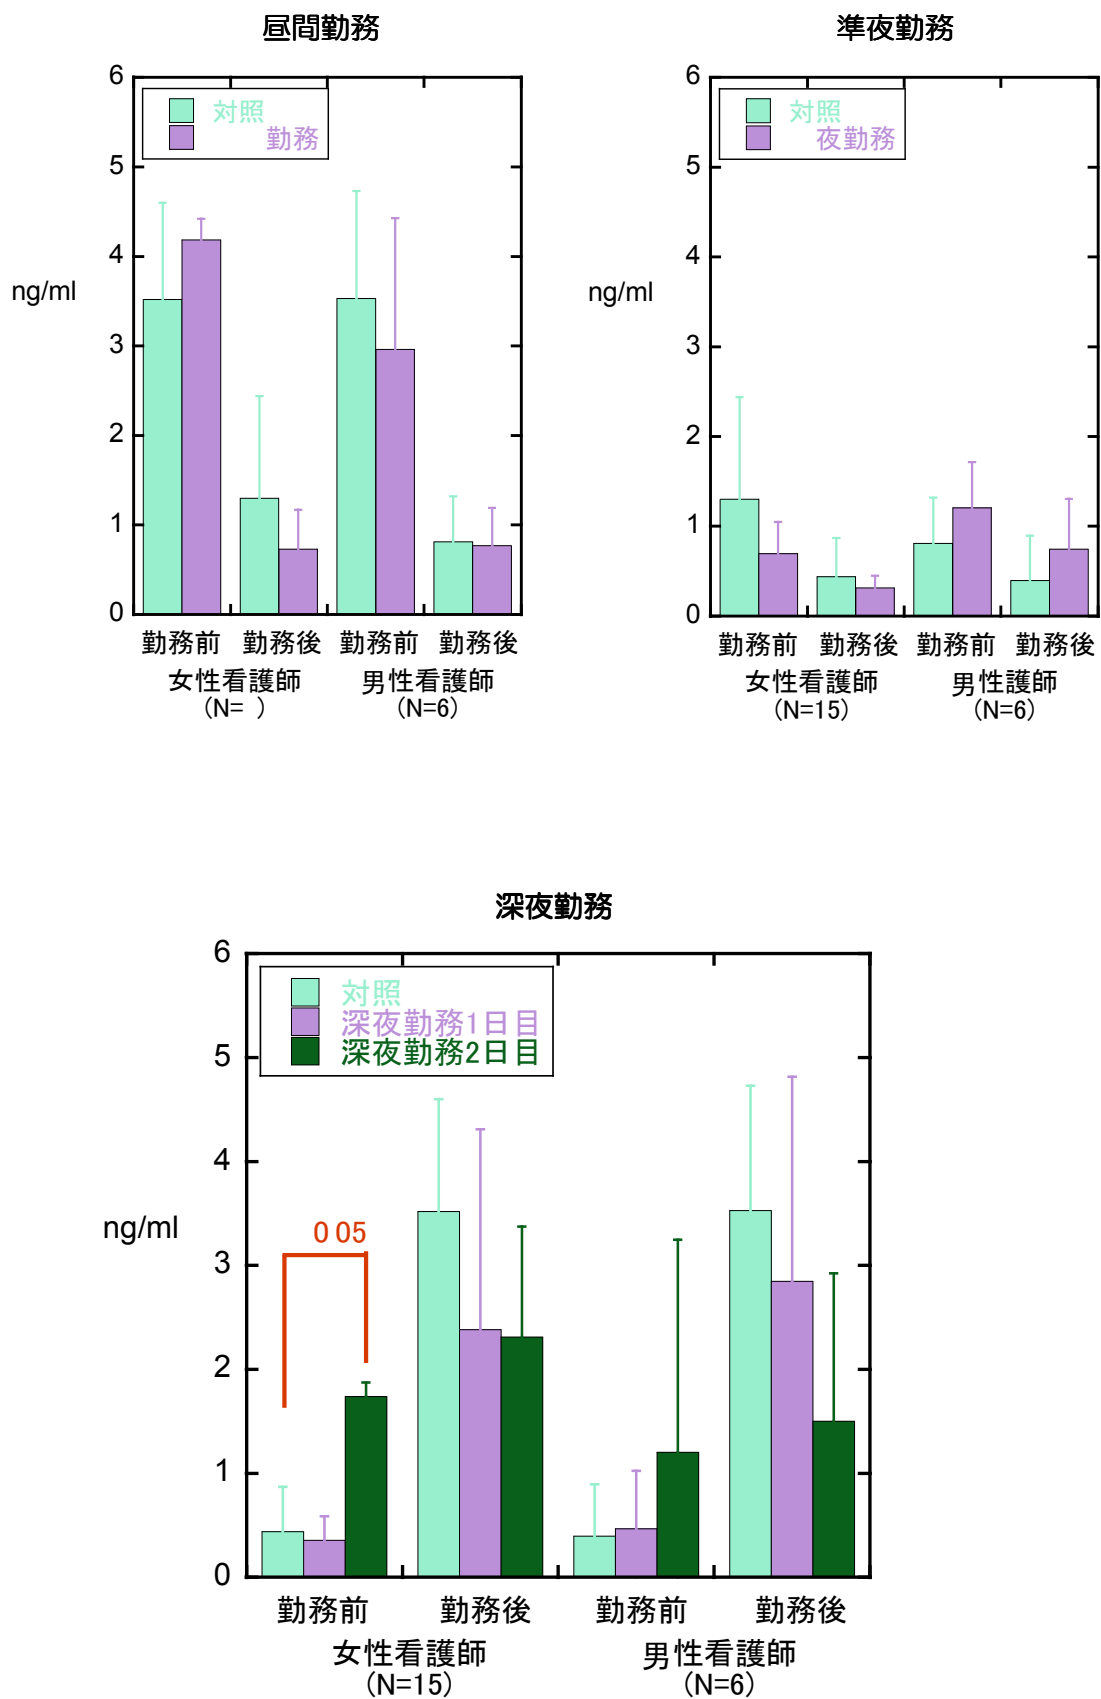 昼間勤務
6
5
4
3
2
1
0
ng/ml
対照
勤務
勤務前 勤務後 勤務前 勤務後
女性看護師 男性看護師
(N= ) (N=6)
準夜勤務
6
5
4
3
2
1
0
ng/ml
対照
夜勤務
勤務前 勤務後 勤務前 勤務後
女性看護師 男性護師
(N=15) (N=6)
深夜勤務
6
5
4
3
2
1
0
ng/ml
対照
深夜勤務1日目
深夜勤務2日目
0 05
勤務前 勤務後 勤務前 勤務後
女性看護師 男性看護師
(N=15) (N=6)